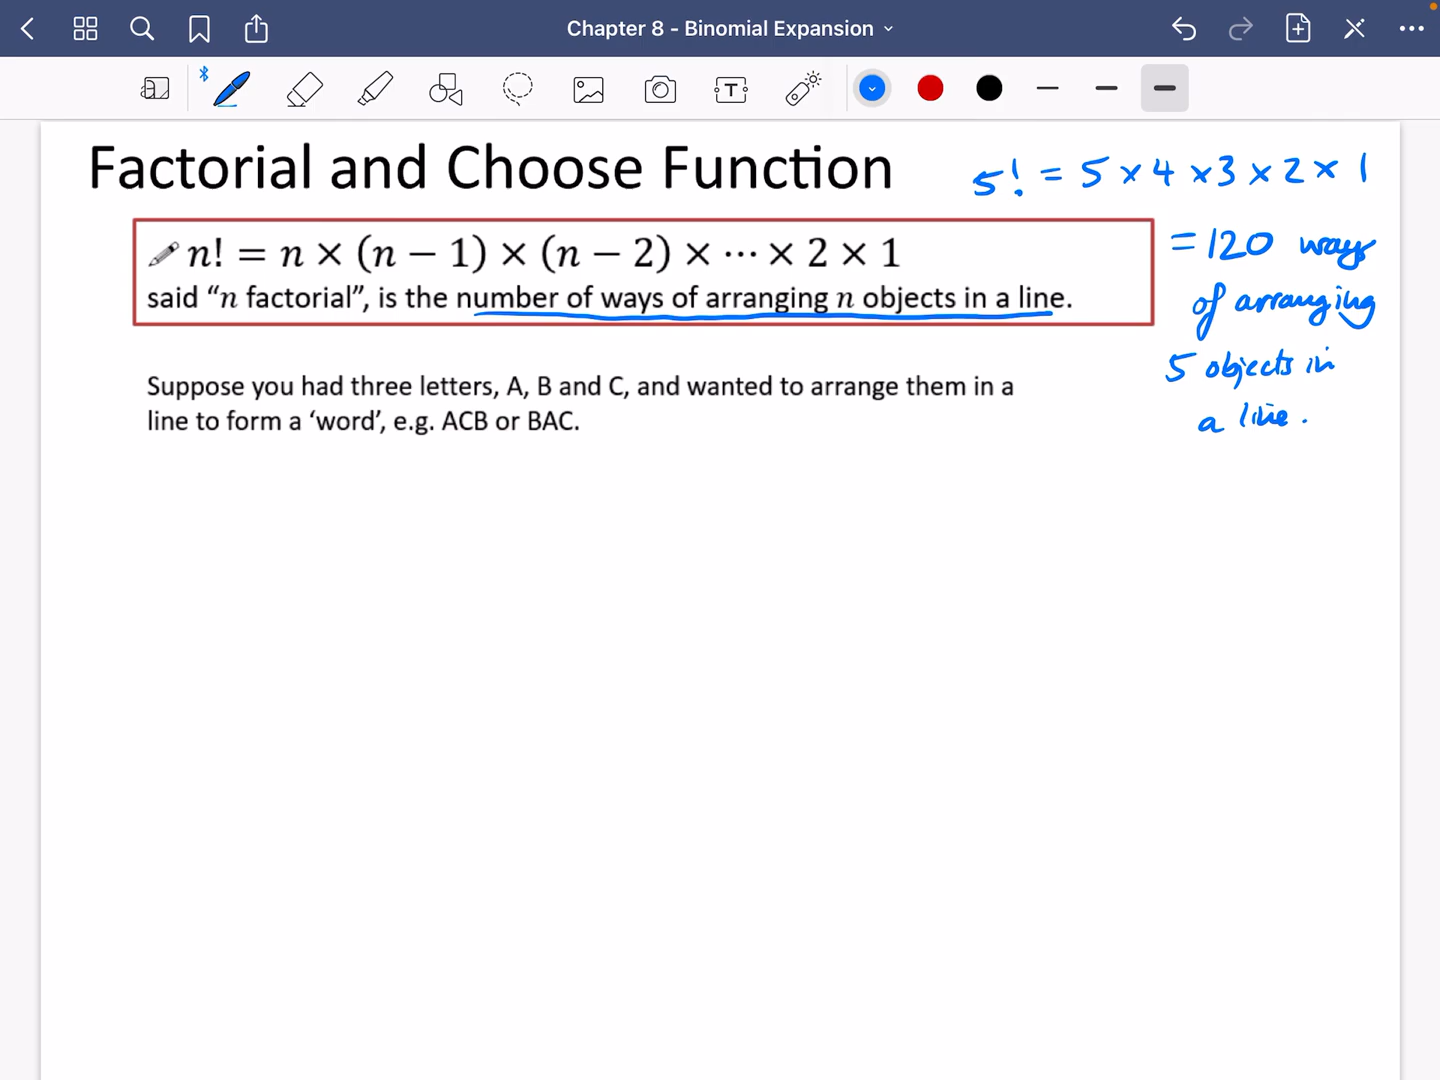 Chapter 8 - Binomial Expansion
Factorial and Choose Function
5! = 5 × 4 × 3 × 2 × 1
n! = n × (n − 1) × (n − 2) × ⋯ × 2 × 1
said “n factorial”, is the number of ways of arranging n objects in a line.
= 120 ways
of arranging
5 objects in
a line.
Suppose you had three letters, A, B and C, and wanted to arrange them in a
line to form a ‘word’, e.g. ACB or BAC.